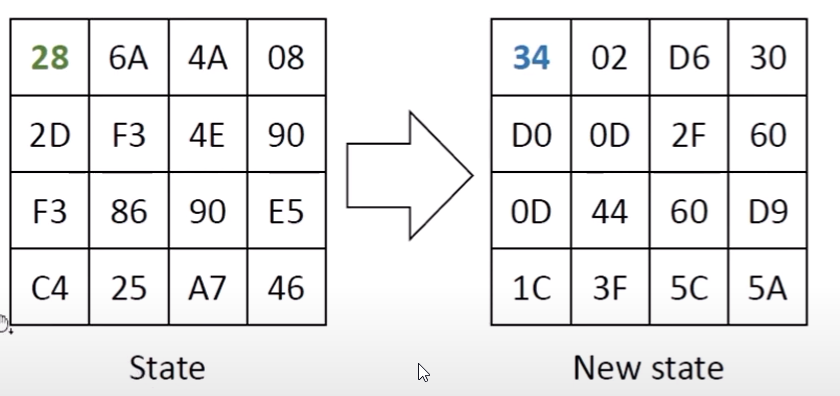 28 6A 4A 08 34 02 D6 30
2D F3 4E 90 D0 0D 2F 60
F3 86 90 E5 0D 44 60 D9
C4 25 A7 46 1C 3F 5C 5A
State New state